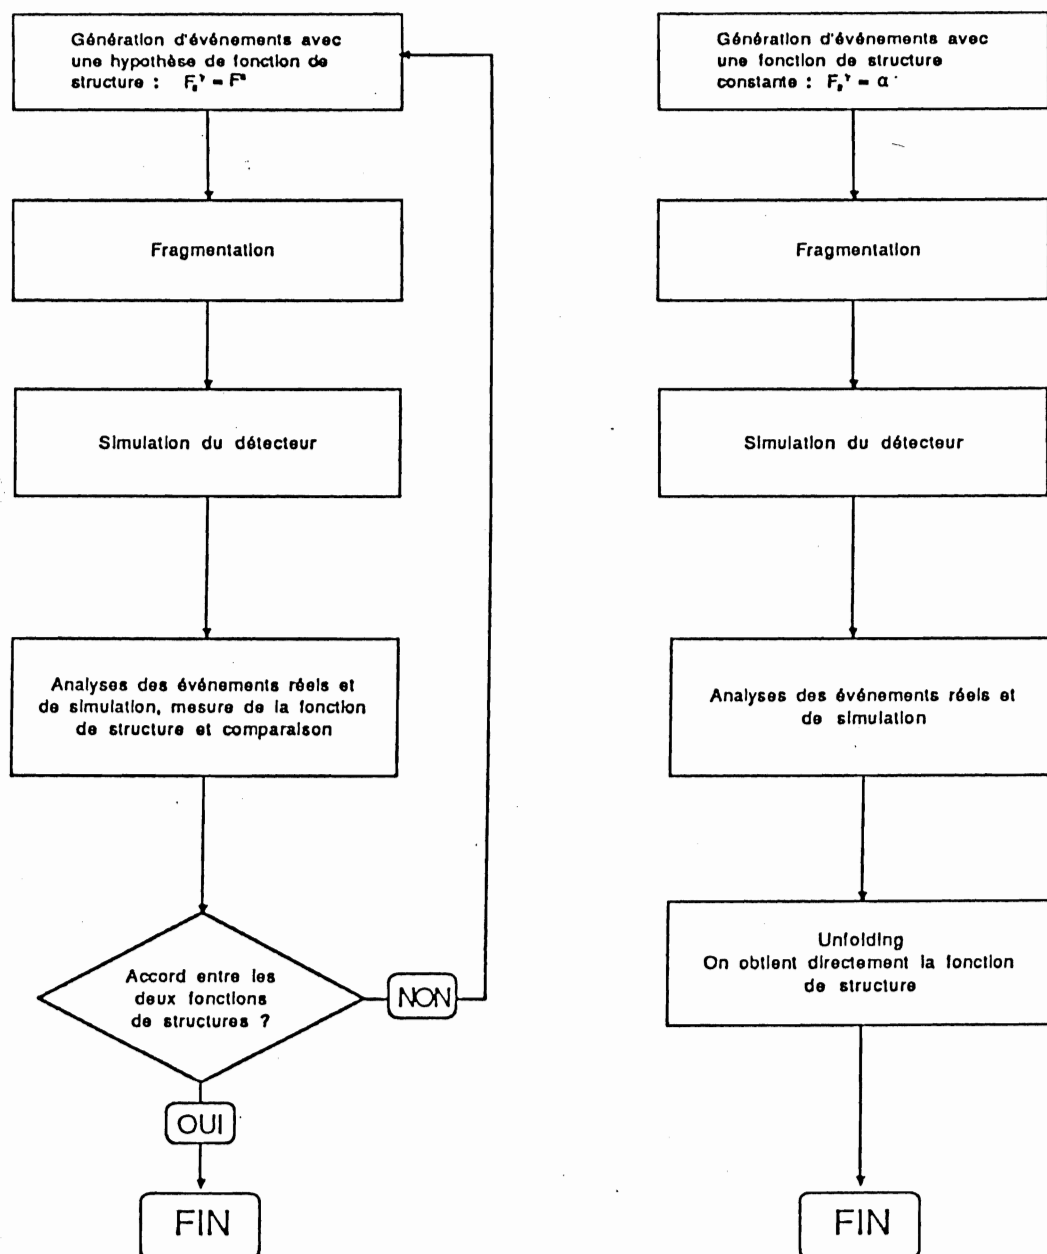 Génération d'événements avec
une hypothèse de fonction de
structure :
Fragmentation
Simulation du détecteur
Analyses des événements réels et
de simulation, mesure de la fonction
de structure et comparaison
Accord entre les
deux fonctions
de structures ?
NON
OUI
FIN
Génération d'événements avec
une fonction de structure
constante : F₂^γ = α
Fragmentation
Simulation du détecteur
Analyses des événements réels et
de simulation
Unfolding
On obtient directement la fonction
de structure
FIN